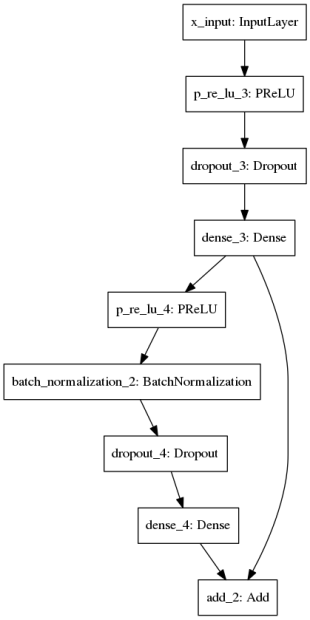 x_input: InputLayer
p_re_lu_3: PReLU
dropout_3: Dropout
dense_3: Dense
p_re_lu_4: PReLU
batch_normalization_2: BatchNormalization
dropout_4: Dropout
dense_4: Dense
add_2: Add